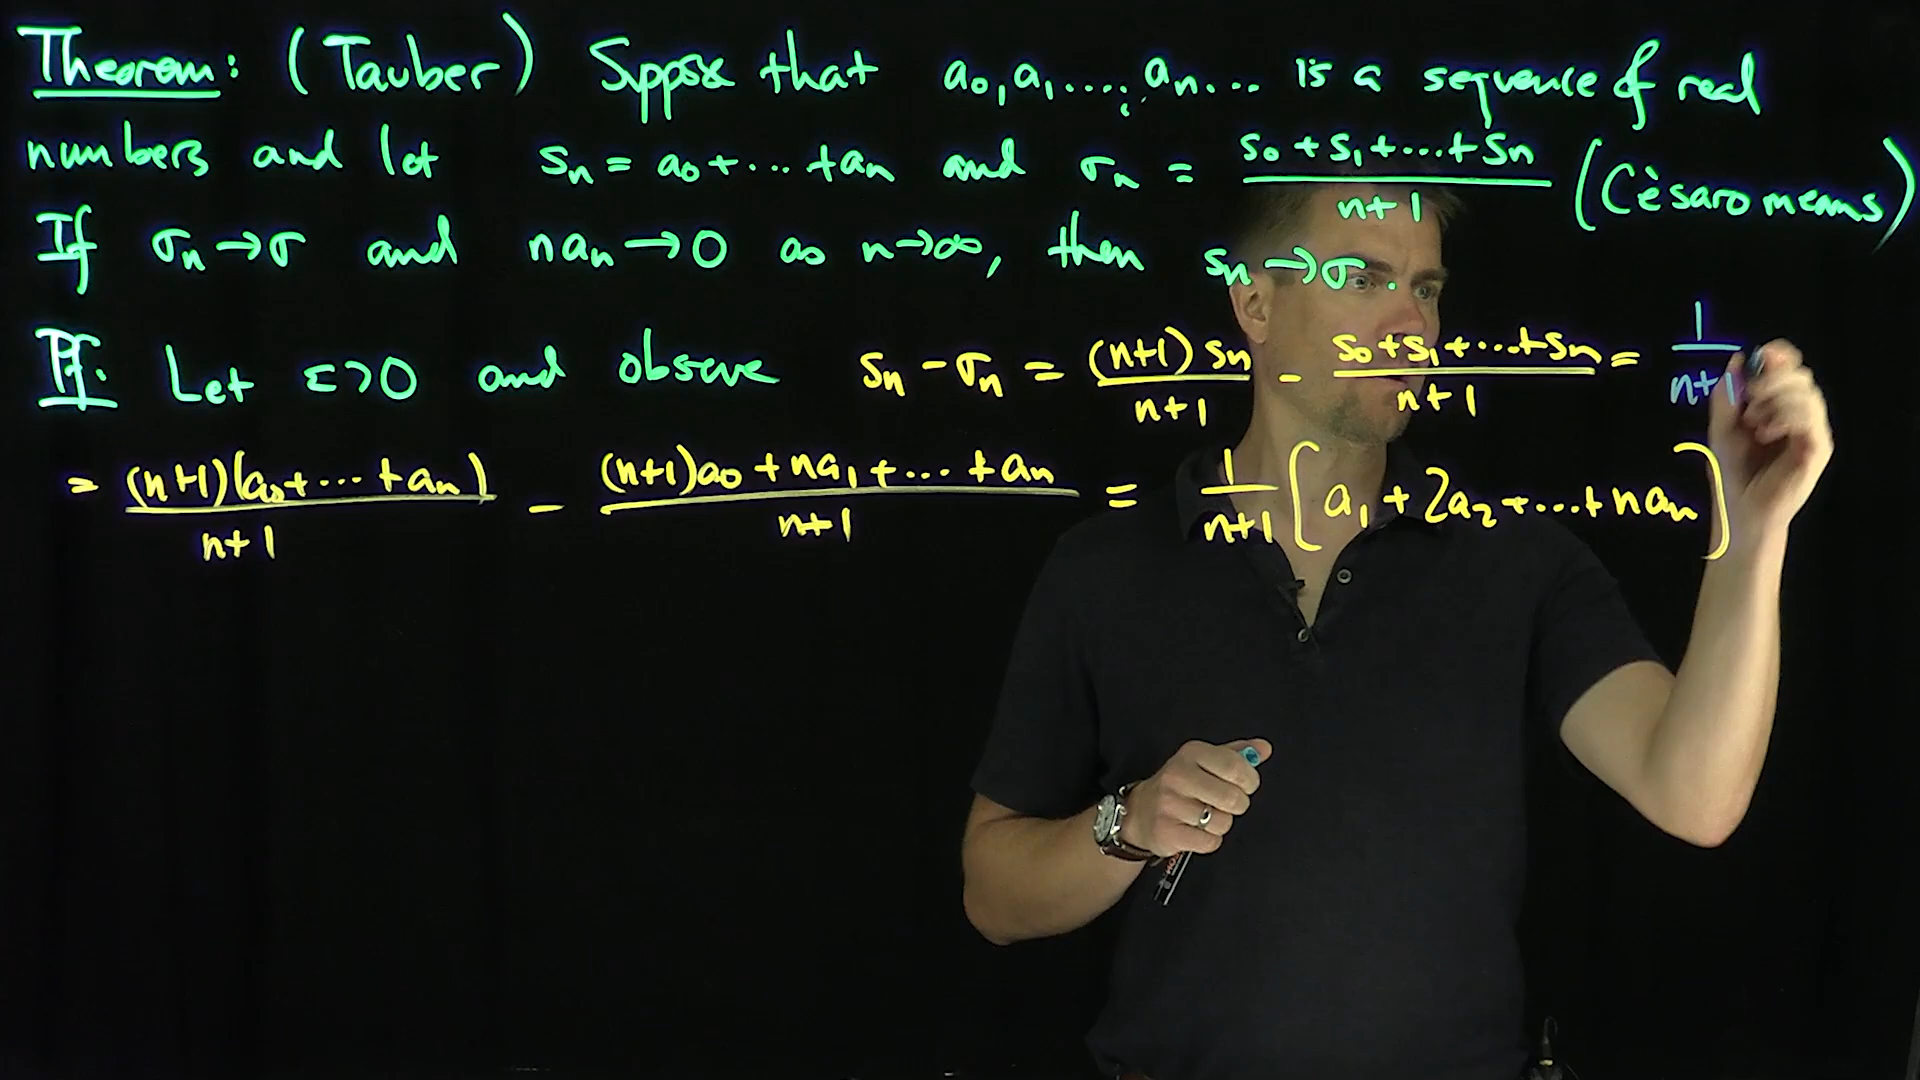 Theorem: (Tauber) Suppose that a₀, a₁, ..., aₙ... is a sequence of real
numbers and let sₙ = a₀ + ... + aₙ and σₙ = (s₀ + s₁ + ... + sₙ)/(n+1) (Cèsaro means)
If σₙ → σ and naₙ → 0 as n → ∞, then sₙ → σ.
Pf: Let ε > 0 and observe sₙ - σₙ = (n+1)sₙ/(n+1) - (s₀ + s₁ + ... + sₙ)/(n+1) = 1/(n+1)
= (n+1)(a₀ + ... + aₙ)/(n+1) - ((n+1)a₀ + na₁ + ... + aₙ)/(n+1) = 1/(n+1) [a₁ + 2a₂ + ... + naₙ]